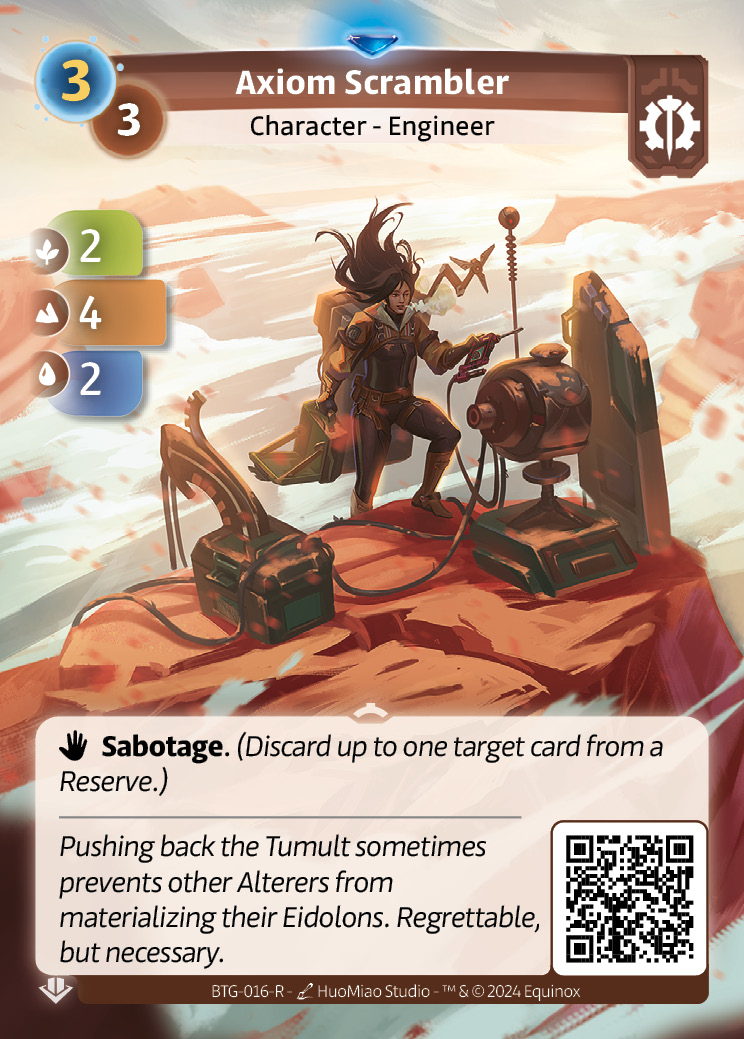 3
Axiom Scrambler
3
Character - Engineer
2
4
2
Sabotage. (Discard up to one target card from a
Reserve.)
Pushing back the Tumult sometimes
prevents other Alterers from
materializing their Eidolons. Regrettable,
but necessary.
BTG-016-R - HuoMiao Studio - ™ & © 2024 Equinox